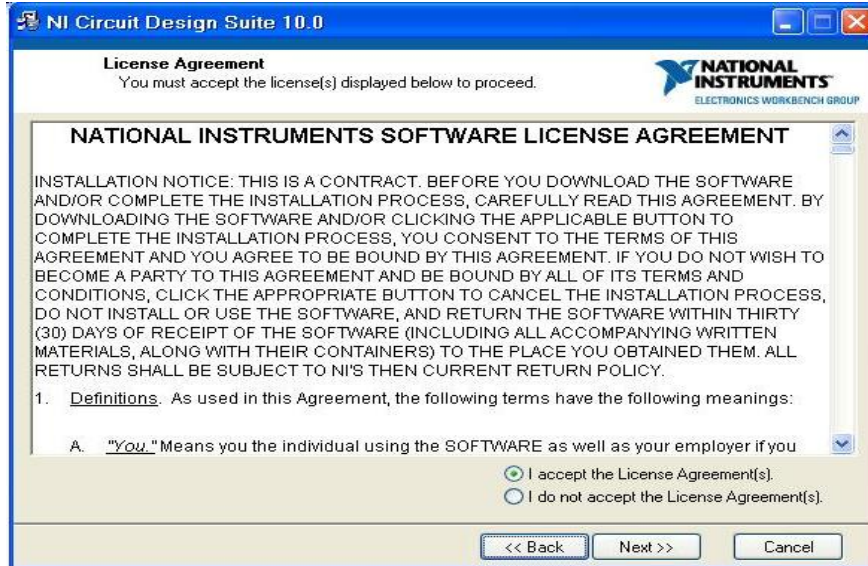 NI Circuit Design Suite 10.0
License Agreement
You must accept the license(s) displayed below to proceed.
NATIONAL
INSTRUMENTS
ELECTRONICS WORKBENCH GROUP
NATIONAL INSTRUMENTS SOFTWARE LICENSE AGREEMENT
INSTALLATION NOTICE: THIS IS A CONTRACT. BEFORE YOU DOWNLOAD THE SOFTWARE
AND/OR COMPLETE THE INSTALLATION PROCESS, CAREFULLY READ THIS AGREEMENT. BY
DOWNLOADING THE SOFTWARE AND/OR CLICKING THE APPLICABLE BUTTON TO
COMPLETE THE INSTALLATION PROCESS, YOU CONSENT TO THE TERMS OF THIS
AGREEMENT AND YOU AGREE TO BE BOUND BY THIS AGREEMENT. IF YOU DO NOT WISH TO
BECOME A PARTY TO THIS AGREEMENT AND BE BOUND BY ALL OF ITS TERMS AND
CONDITIONS, CLICK THE APPROPRIATE BUTTON TO CANCEL THE INSTALLATION PROCESS,
DO NOT INSTALL OR USE THE SOFTWARE, AND RETURN THE SOFTWARE WITHIN THIRTY
(30) DAYS OF RECEIPT OF THE SOFTWARE (INCLUDING ALL ACCOMPANYING WRITTEN
MATERIALS, ALONG WITH THEIR CONTAINERS) TO THE PLACE YOU OBTAINED THEM. ALL
RETURNS SHALL BE SUBJECT TO NI'S THEN CURRENT RETURN POLICY.
1. Definitions. As used in this Agreement, the following terms have the following meanings:
A. "You." Means you the individual using the SOFTWARE as well as your employer if you
I accept the License Agreement(s).
I do not accept the License Agreement(s).
<< Back Next >> Cancel